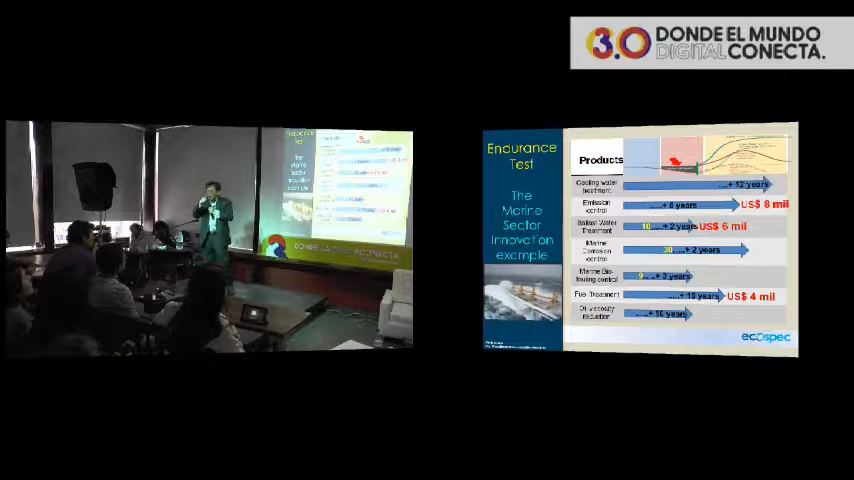 3.0 DONDE EL MUNDO
DIGITAL CONECTA.
Endurance
Test
The
Marine
Sector
Innovation
example
Products
Cooling water
treatment
.....+ 12 years
Emission
control
.....+ 8 years
US$ 8 mil
Ballast Water
Treatment
10 ....+ 2 years
US$ 6 mil
Marine
Corrosion
control
30.....+ 2 years
Marine Bio-
fouling control
9....+ 3 years
Fuel Treatment
.....+ 10 years
US$ 4 mil
Oil viscosity
reduction
....+ 10 years
ecospec